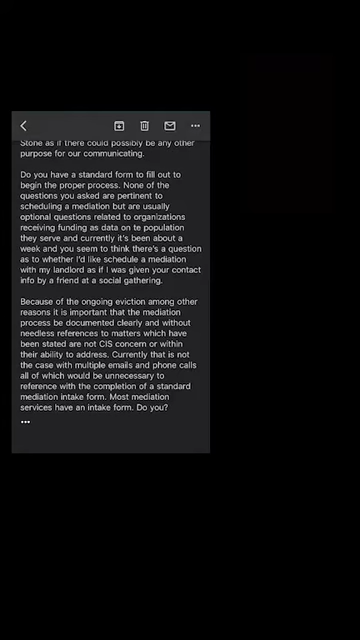 Stone as if there could possibly be any other
purpose for our communicating.
Do you have a standard form to fill out to
begin the proper process. None of the
questions you asked are pertinent to
scheduling a mediation but are usually
optional questions related to organizations
receiving funding as data on te population
they serve and currently it's been about a
week and you seem to think there's a question
as to whether I'd like schedule a mediation
with my landlord as if I was given your contact
info by a friend at a social gathering.
Because of the ongoing eviction among other
reasons it is important that the mediation
process be documented clearly and without
needless references to matters which have
been stated are not CIS concern or within
their ability to address. Currently that is not
the case with multiple emails and phone calls
all of which would be unnecessary to
reference with the completion of a standard
mediation intake form. Most mediation
services have an intake form. Do you?